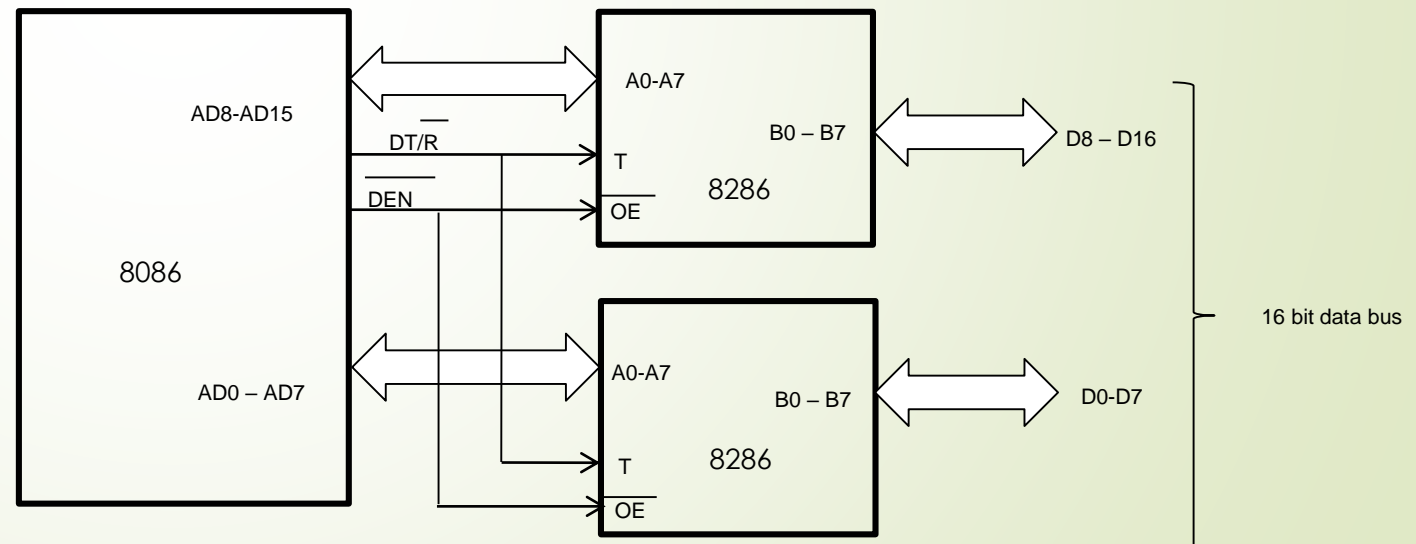 AD8-AD15
DT/R
DEN
8086
AD0 – AD7
A0-A7
B0 – B7
T
8286
OE
D8 – D16
16 bit data bus
A0-A7
B0 – B7
8286
T
OE
D0-D7